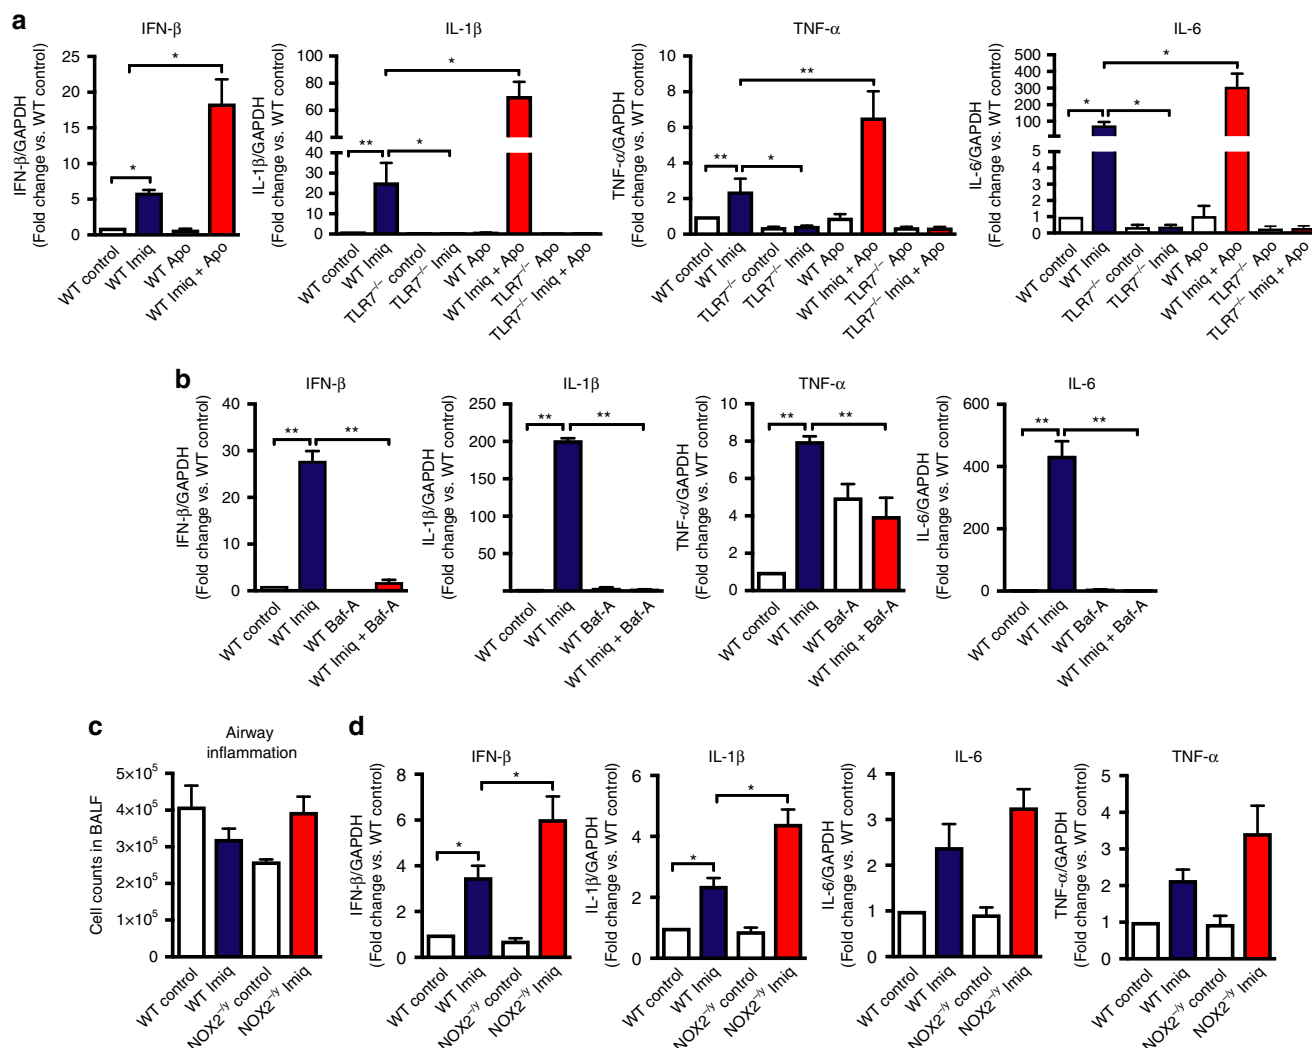 a
IFN-β
IFN-β/GAPDH
(Fold change vs. WT control)
25
20
15
10
5
0
*
*
WT control
WT Imiq
WT Apo
WT Imiq + Apo
IL-1β
IL-1β/GAPDH
(Fold change vs. WT control)
100
80
60
40
40
30
20
10
0
**
*
*
WT control
WT Imiq
TLR7⁻/⁻ control
TLR7⁻/⁻ Imiq
WT Apo
WT Imiq + Apo
TLR7⁻/⁻ Apo
TLR7⁻/⁻ Imiq + Apo
TNF-α
TNF-α/GAPDH
(Fold change vs. WT control)
10
8
6
4
2
0
**
*
**
WT control
WT Imiq
TLR7⁻/⁻ control
TLR7⁻/⁻ Imiq
WT Apo
WT Imiq + Apo
TLR7⁻/⁻ Apo
TLR7⁻/⁻ Imiq + Apo
IL-6
IL-6/GAPDH
(Fold change vs. WT control)
500
400
300
200
100
5
4
3
2
1
0
*
*
*
WT control
WT Imiq
TLR7⁻/⁻ control
TLR7⁻/⁻ Imiq
WT Apo
WT Imiq + Apo
TLR7⁻/⁻ Apo
TLR7⁻/⁻ Imiq + Apo
b
IFN-β
IFN-β/GAPDH
(Fold change vs. WT control)
40
30
20
10
0
**
**
WT control
WT Imiq
WT Baf-A
WT Imiq + Baf-A
IL-1β
IL-1β/GAPDH
(Fold change vs. WT control)
250
200
150
100
50
**
**
WT control
WT Imiq
WT Baf-A
WT Imiq + Baf-A
TNF-α
TNF-α/GAPDH
(Fold change vs. WT control)
10
8
6
4
2
0
**
**
WT control
WT Imiq
WT Baf-A
WT Imiq + Baf-A
IL-6
IL-6/GAPDH
(Fold change vs. WT control)
600
400
200
0
**
**
WT control
WT Imiq
WT Baf-A
WT Imiq + Baf-A
c
Airway
inflammation
Cell counts in BALF
5×10⁵
4×10⁵
3×10⁵
2×10⁵
1×10⁵
0
WT control
WT Imiq
NOX2⁻/y control
NOX2⁻/y Imiq
d
IFN-β
IFN-β/GAPDH
(Fold change vs. WT control)
8
6
4
2
0
*
*
WT control
WT Imiq
NOX2⁻/y control
NOX2⁻/y Imiq
IL-1β
IL-1β/GAPDH
(Fold change vs. WT control)
6
4
2
0
*
*
WT control
WT Imiq
NOX2⁻/y control
NOX2⁻/y Imiq
IL-6
IL-6/GAPDH
(Fold change vs. WT control)
4
3
2
1
0
WT control
WT Imiq
NOX2⁻/y control
NOX2⁻/y Imiq
TNF-α
TNF-α/GAPDH
(Fold change vs. WT control)
5
4
3
2
1
0
WT control
WT Imiq
NOX2⁻/y control
NOX2⁻/y Imiq